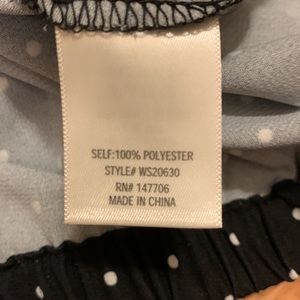 SELF:100% POLYESTER
STYLE# WS20630
RN# 147706
MADE IN CHINA